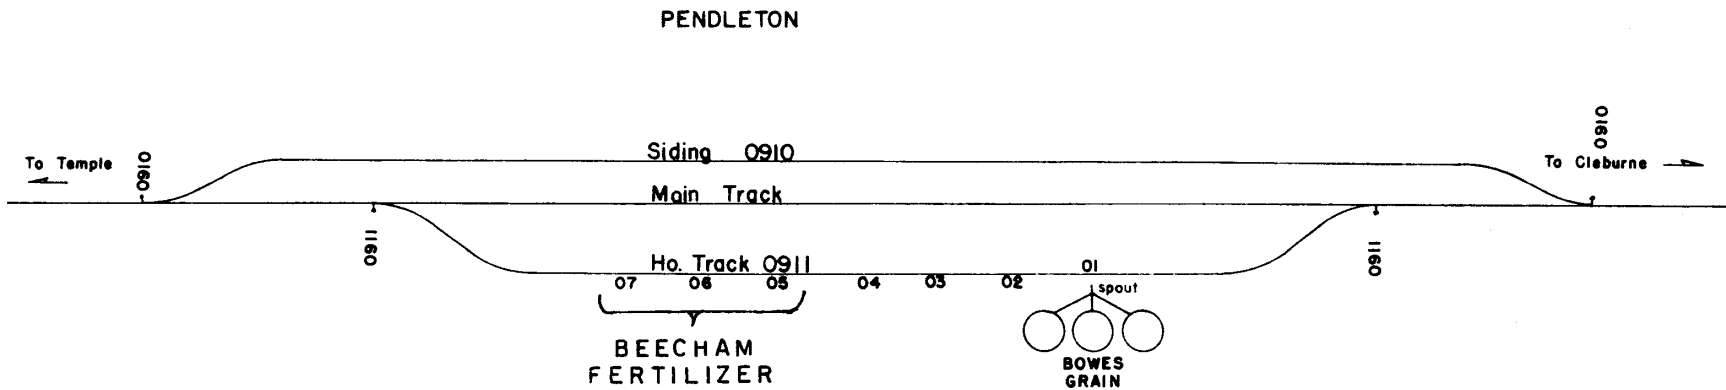 PENDLETON
0910
To Temple
0910
Siding 0910
To Cleburne
Main Track
0911
0911
Ho. Track 0911
01
07 06 05 04 03 02
spout
BEECHAM
FERTILIZER
BOWES
GRAIN